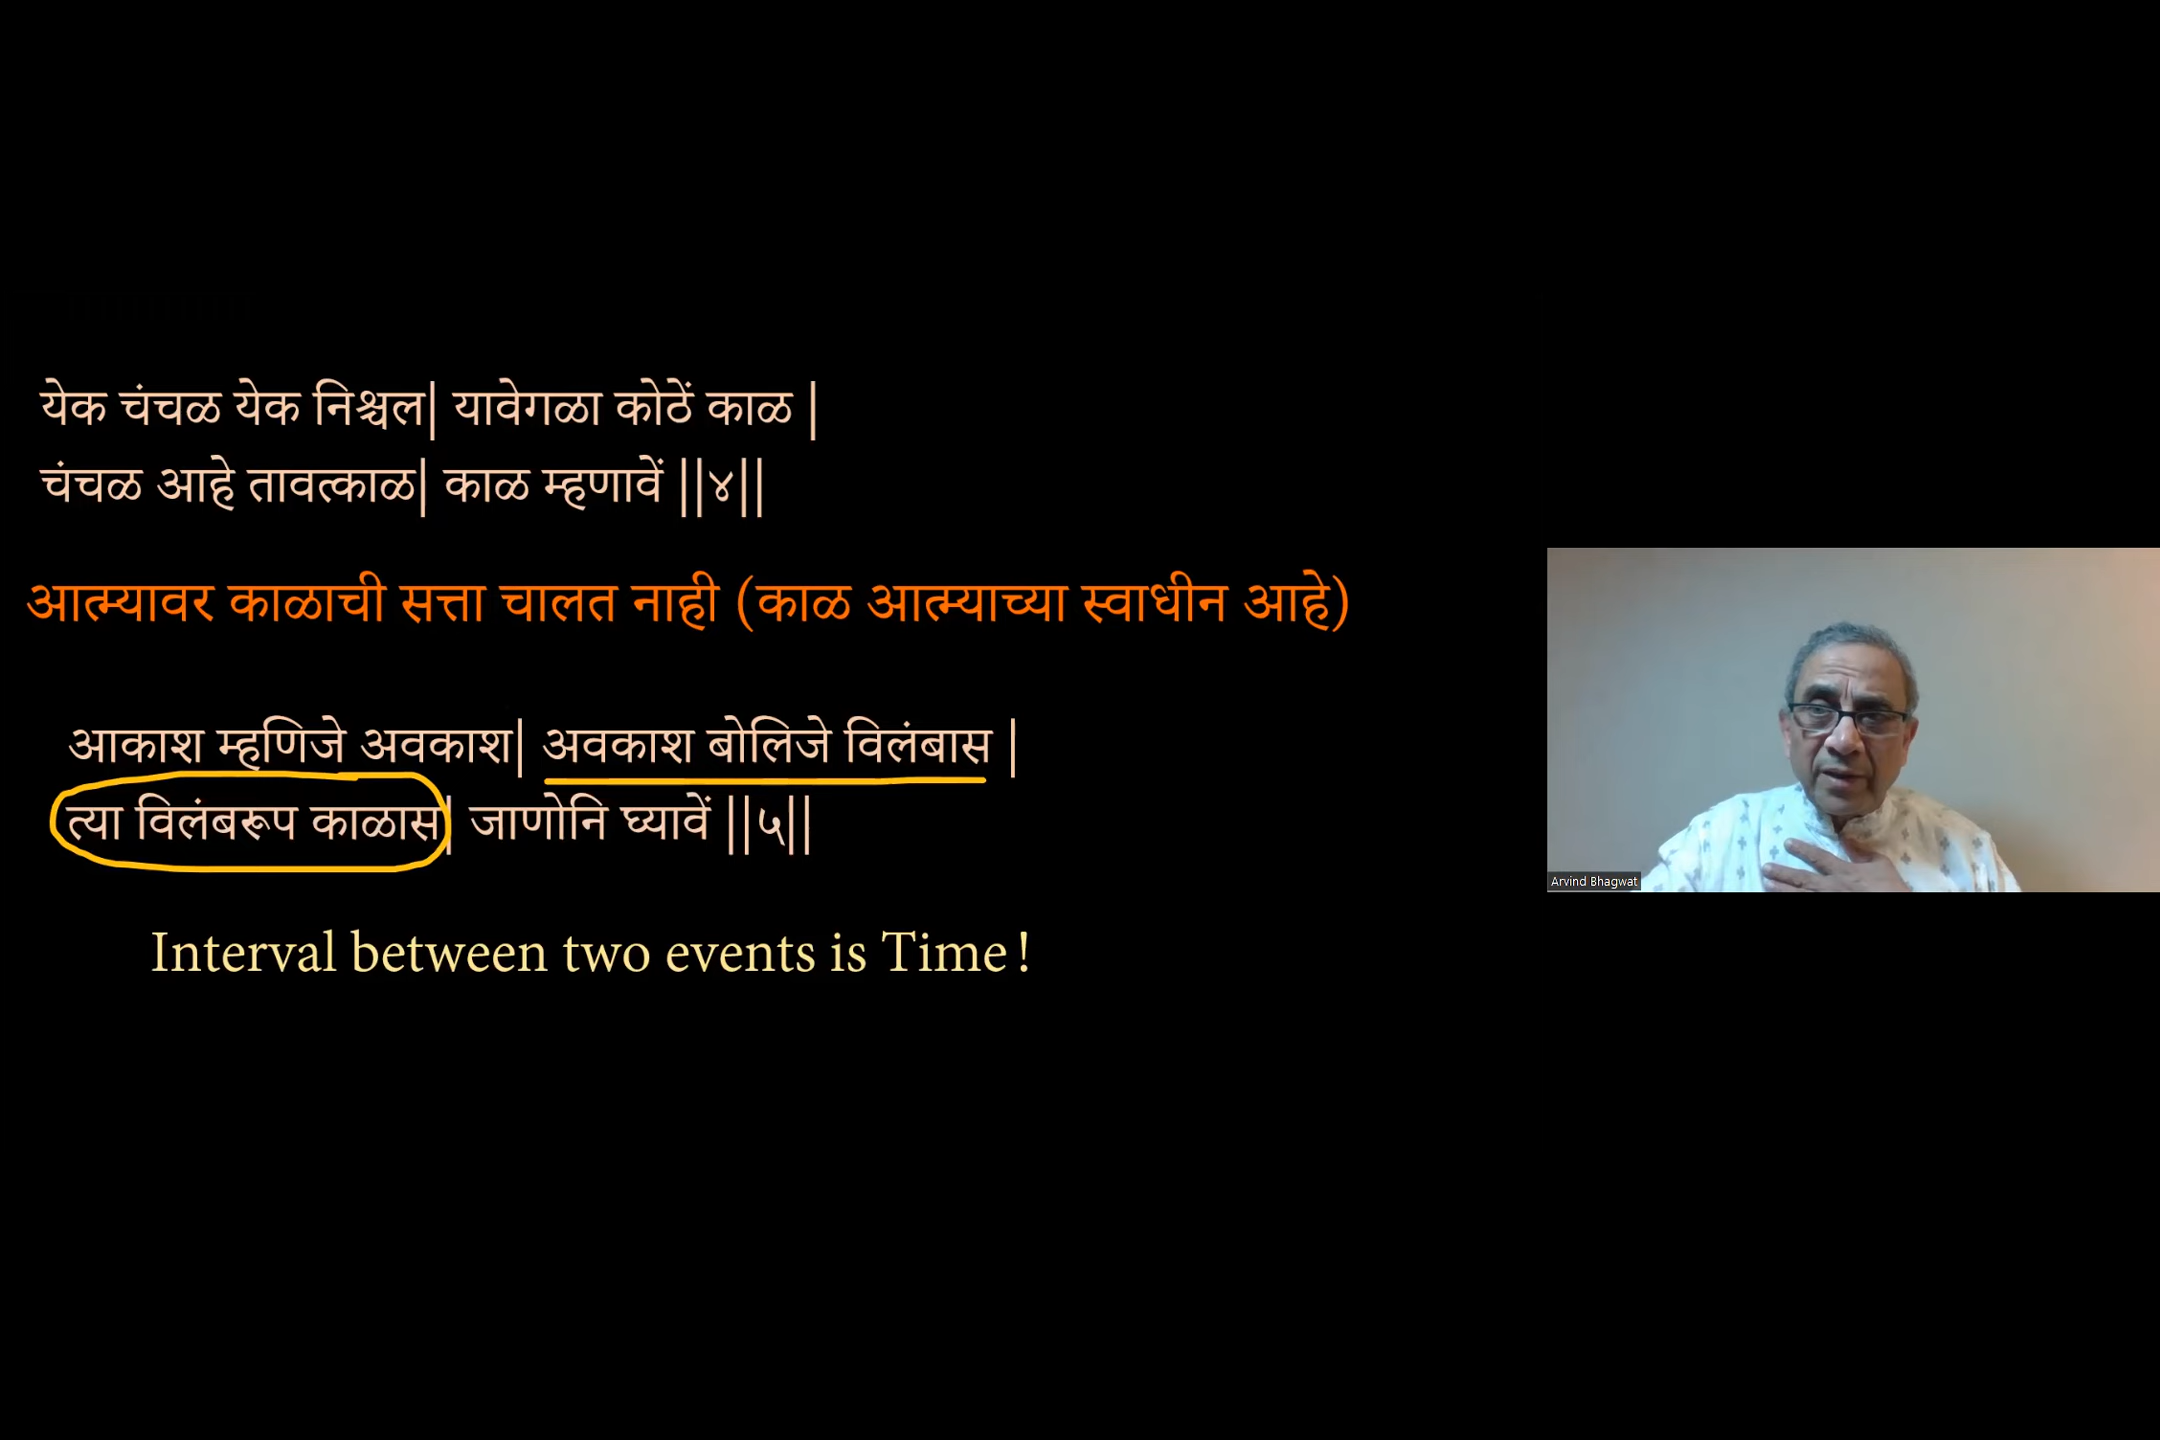 येक चंचळ येक निश्चल| यावेगळा कोठें काळ |
चंचळ आहे तावत्काळ| काळ म्हणावें ||४||
आत्म्यावर काळाची सत्ता चालत नाही (काळ आत्म्याच्या स्वाधीन आहे)
आकाश म्हणिजे अवकाश| अवकाश बोलिजे विलंबास |
त्या विलंबरूप काळास| जाणोनि घ्यावें ||५||
Interval between two events is Time !
Arvind Bhagwat